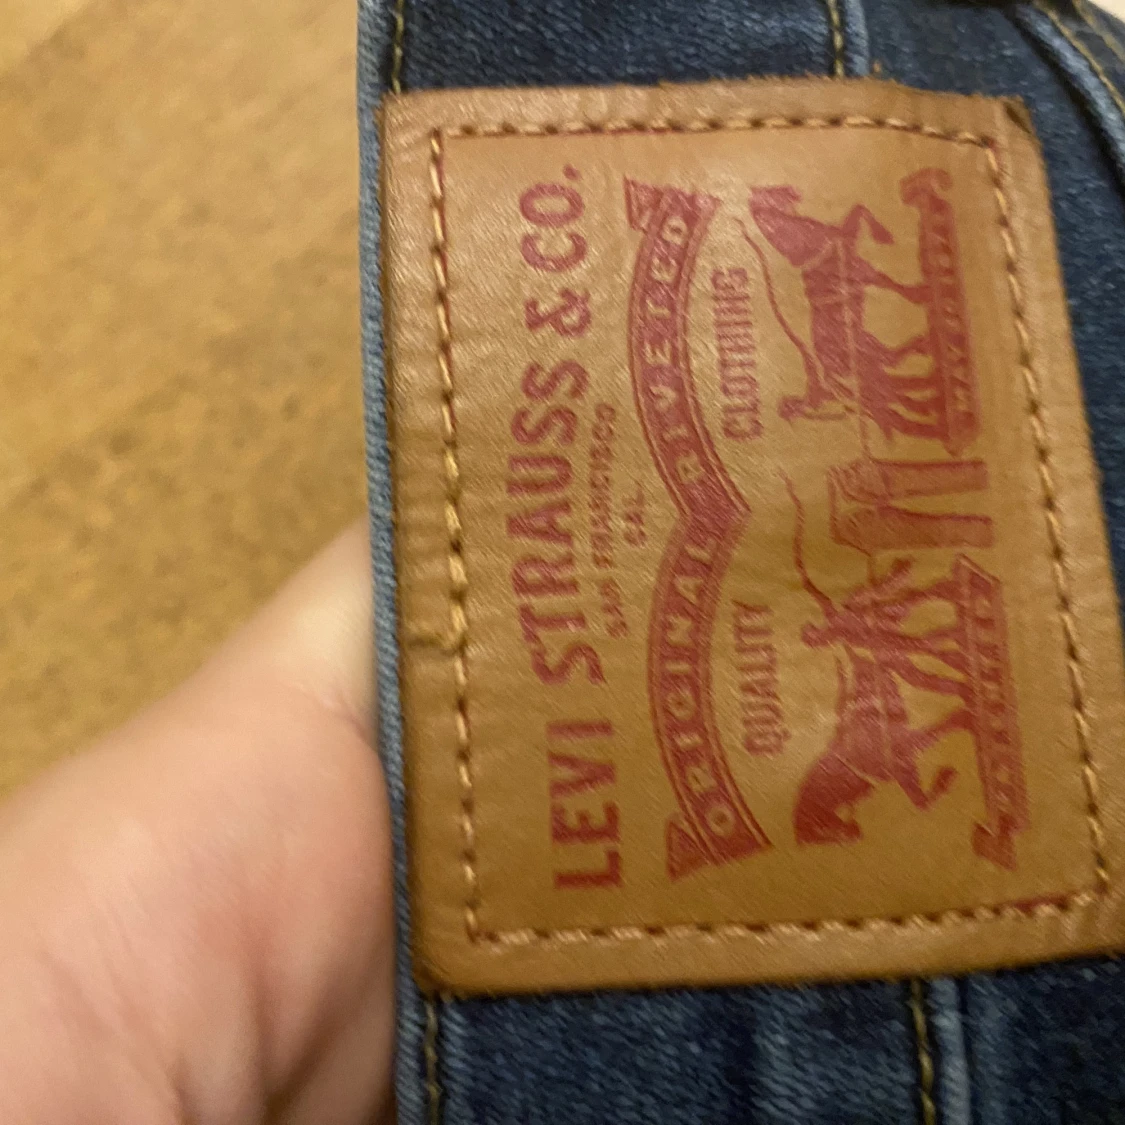 LEVI STRAUSS & CO.
SAN FRANCISCO
CAL.
ORIGINAL RIVETED
QUALITY CLOTHING